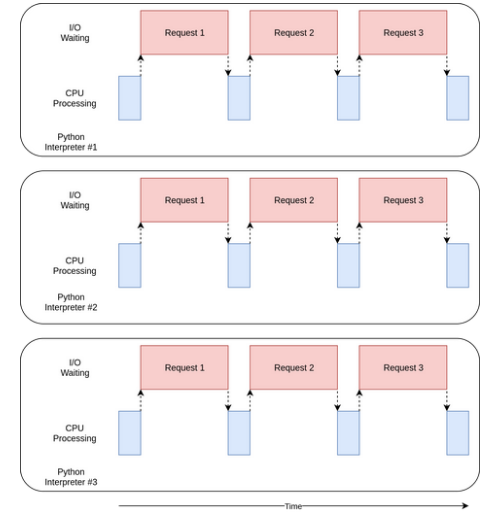 I/O
Waiting
Request 1
Request 2
Request 3
CPU
Processing
Python
Interpreter #1
I/O
Waiting
Request 1
Request 2
Request 3
CPU
Processing
Python
Interpreter #2
I/O
Waiting
Request 1
Request 2
Request 3
CPU
Processing
Python
Interpreter #3
Time